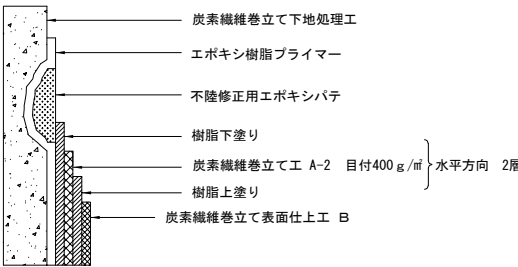 炭素繊維巻立て下地処理工
エポキシ樹脂プライマー
不陸修正用エポキシパテ
樹脂下塗り
炭素繊維巻立て工 A-2 目付400ｇ/㎡ 水平方向 2層
樹脂上塗り
炭素繊維巻立て表面仕上工 B